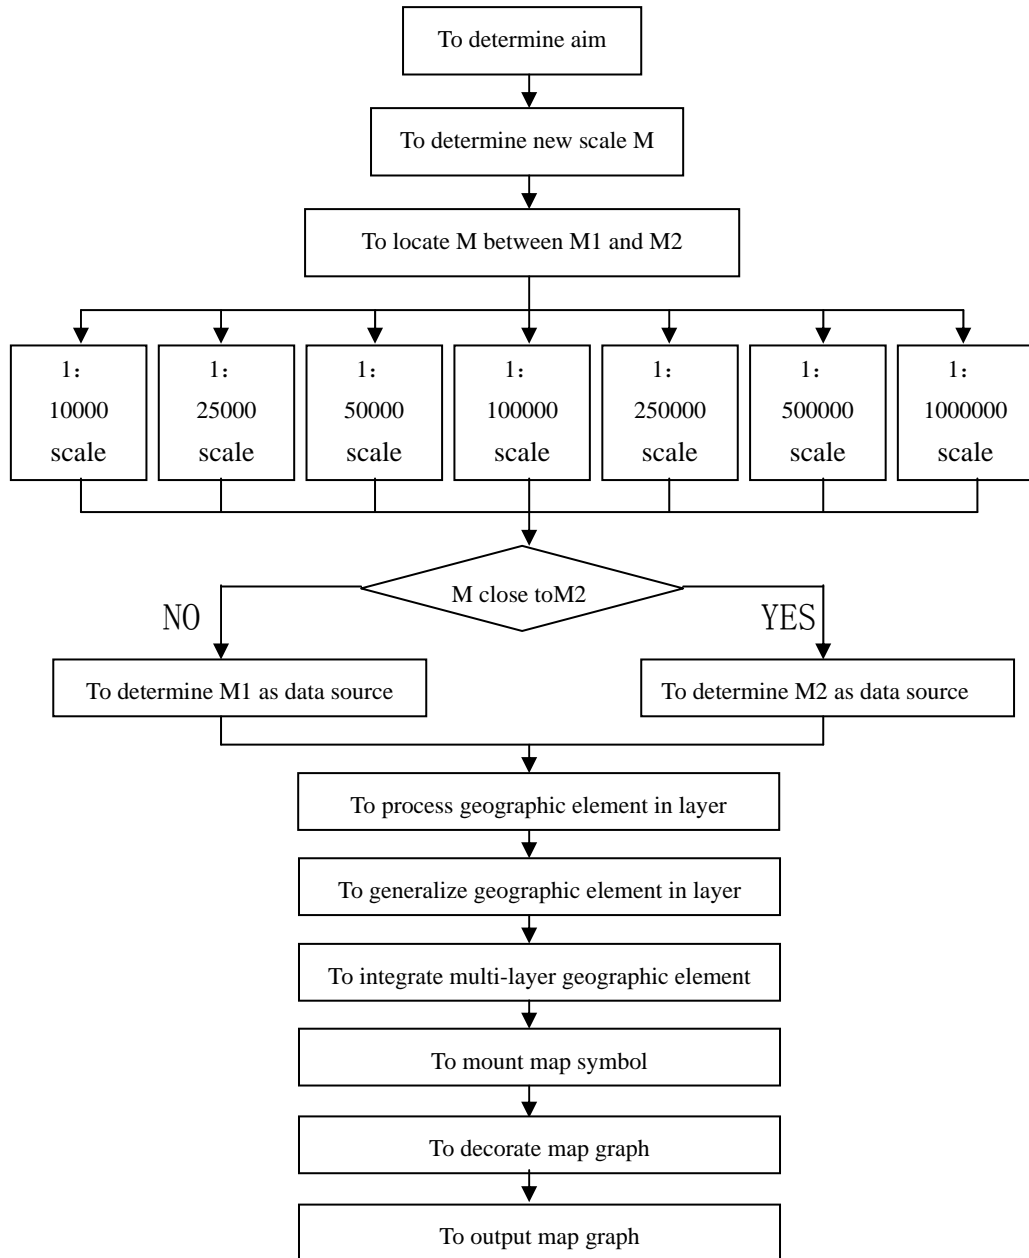 To determine aim
To determine new scale M
To locate M between M1 and M2
1：
10000
scale
1：
25000
scale
1：
50000
scale
1：
100000
scale
1：
250000
scale
1：
500000
scale
1：
1000000
scale
M close toM2
NO
YES
To determine M1 as data source
To determine M2 as data source
To process geographic element in layer
To generalize geographic element in layer
To integrate multi-layer geographic element
To mount map symbol
To decorate map graph
To output map graph